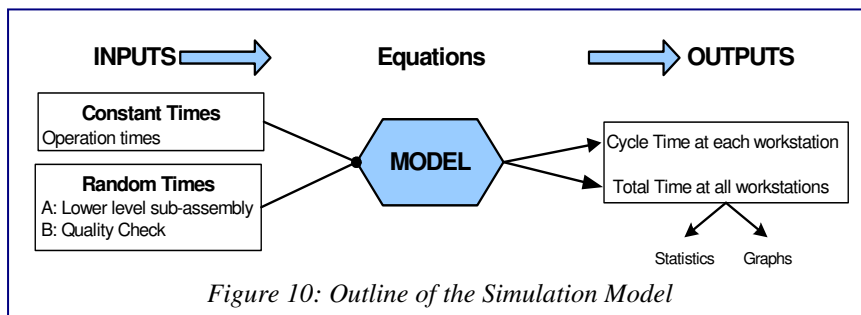 INPUTS
Equations
OUTPUTS
Constant Times
Operation times
Random Times
A: Lower level sub-assembly
B: Quality Check
MODEL
Cycle Time at each workstation
Total Time at all workstations
Statistics
Graphs
Figure 10: Outline of the Simulation Model